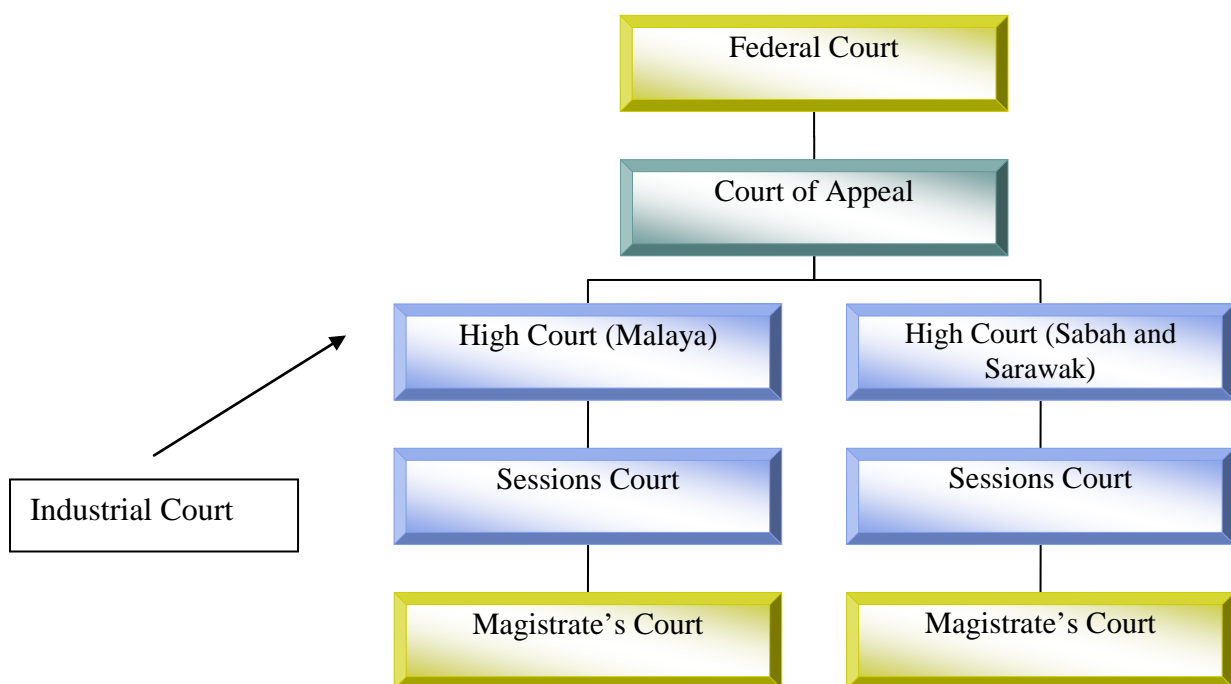 Federal Court
Court of Appeal
High Court (Malaya)
High Court (Sabah and
Sarawak)
Industrial Court
Sessions Court
Sessions Court
Magistrate’s Court
Magistrate’s Court